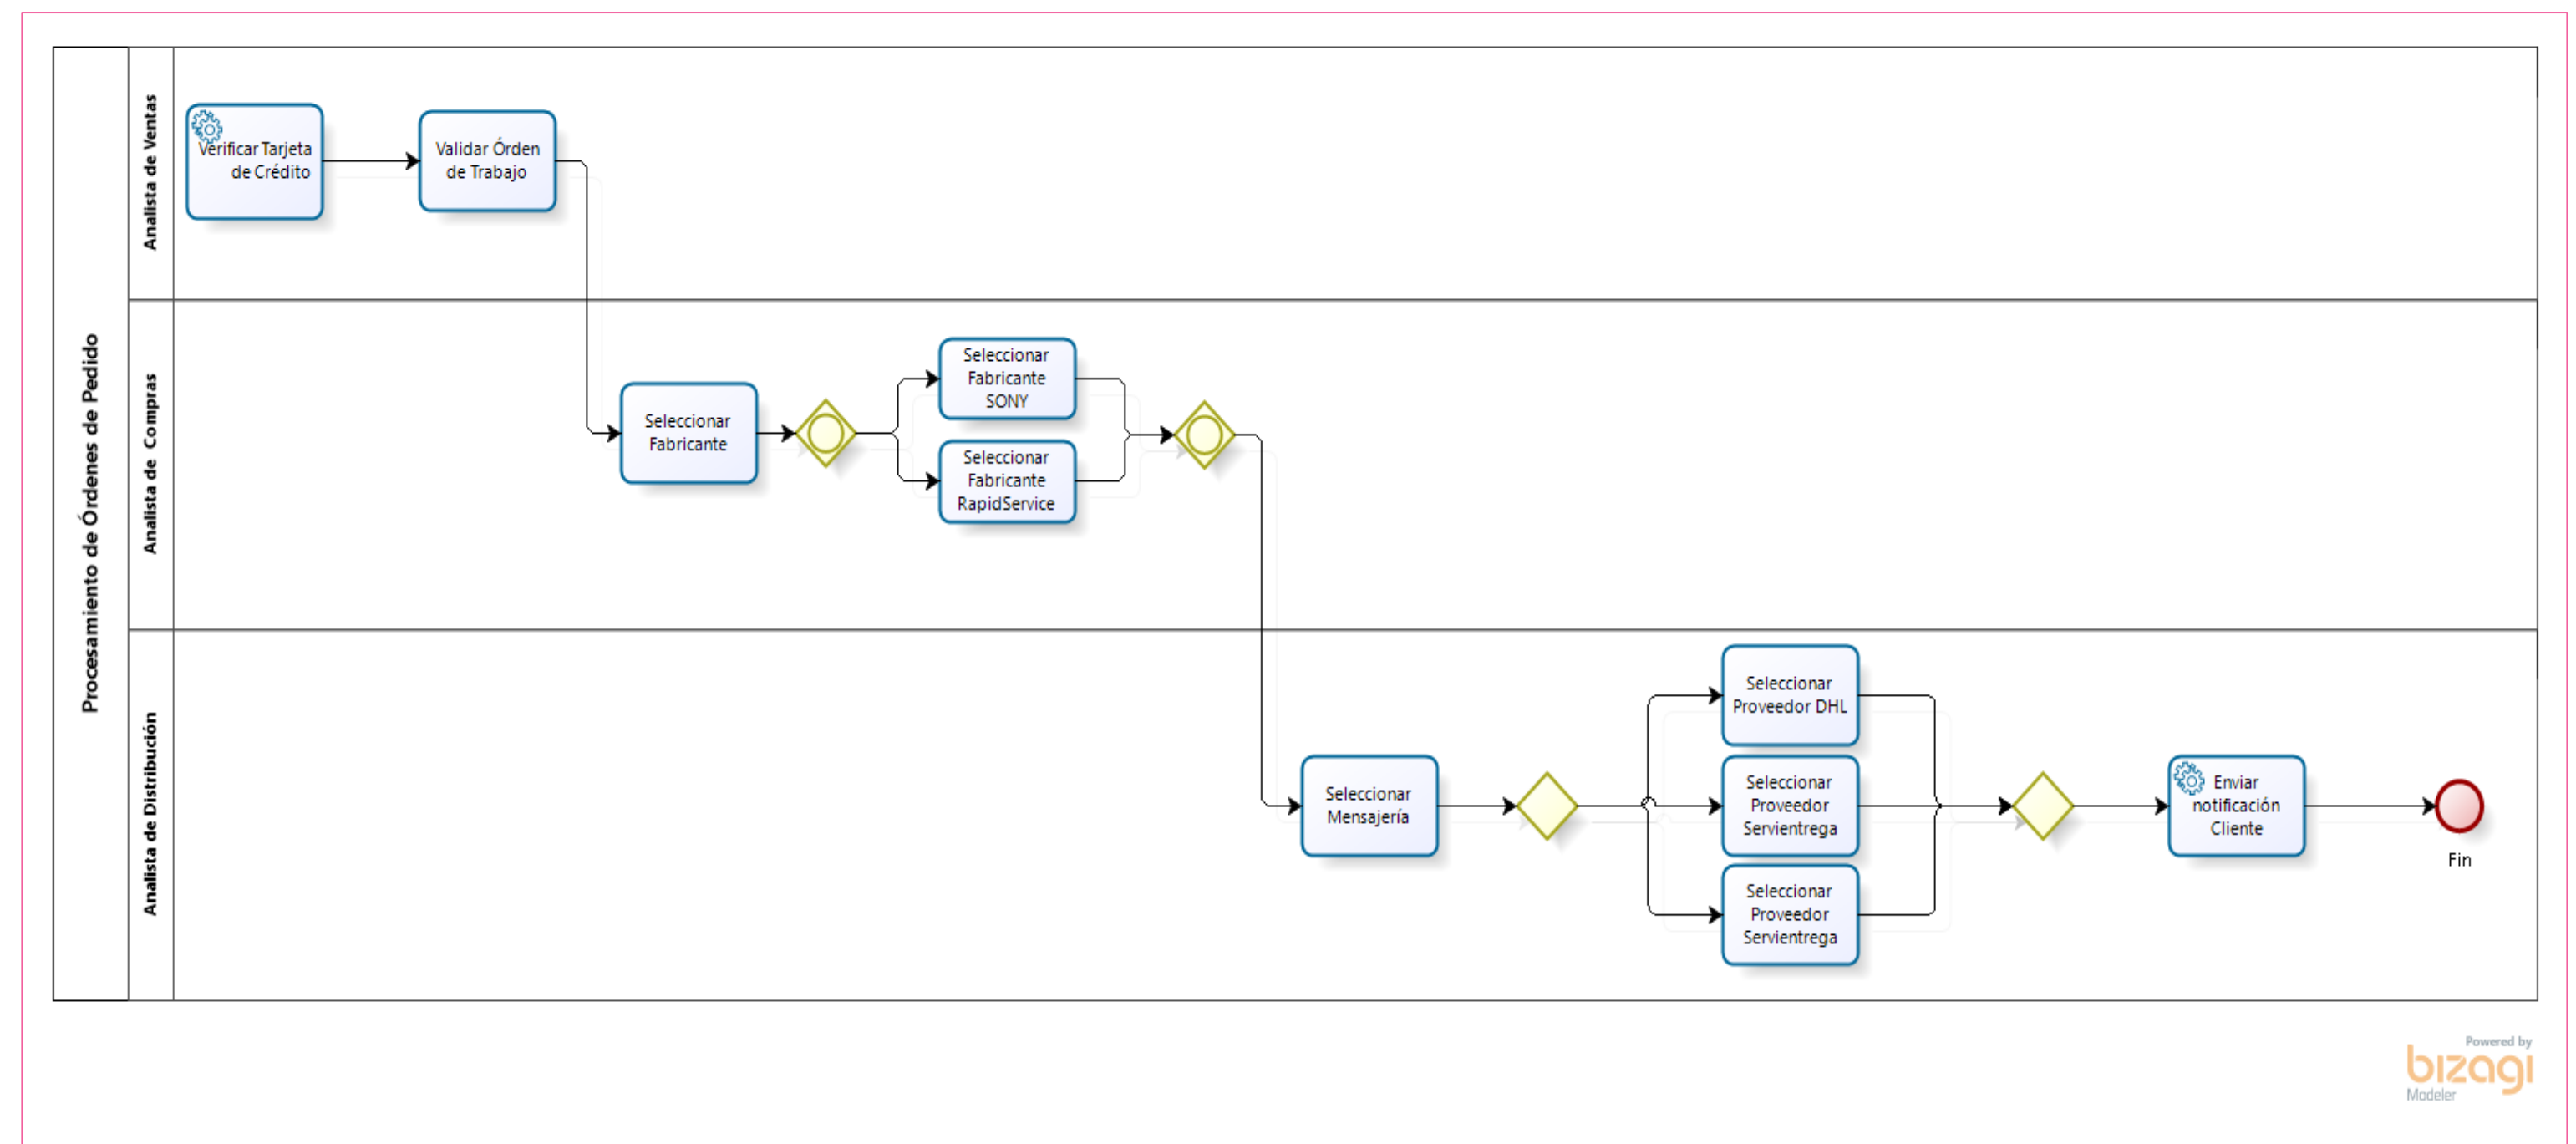 Procesamiento de Órdenes de Pedido
Analista de Ventas
Verificar Tarjeta
de Crédito
Validar Órden
de Trabajo
Analista de Compras
Seleccionar
Fabricante
Seleccionar
Fabricante
SONY
Seleccionar
Fabricante
RapidService
Analista de Distribución
Seleccionar
Mensajería
Seleccionar
Proveedor DHL
Seleccionar
Proveedor
Servientrega
Seleccionar
Proveedor
Servientrega
Enviar
notificación
Cliente
Fin
Powered by
bizagi
Modeler